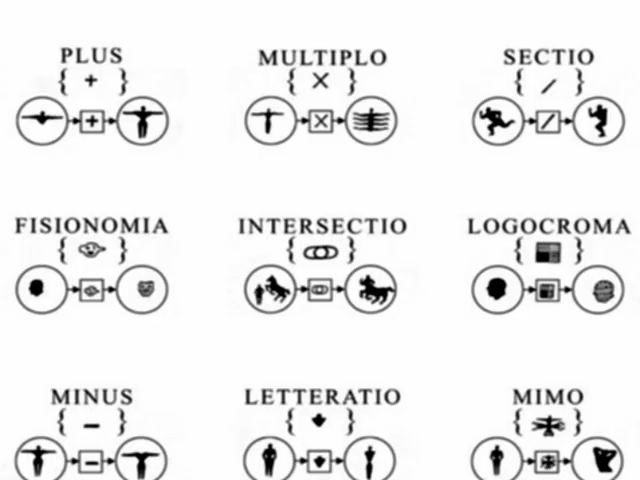 PLUS
{ + }
+
MULTIPLO
{ × }
×
SECTIO
{ / }
/
FISIONOMIA
{ }
INTERSECTIO
{ }
LOGOCROMA
{ }
MINUS
{ − }
−
LETTERATIO
{ }
MIMO
{ }